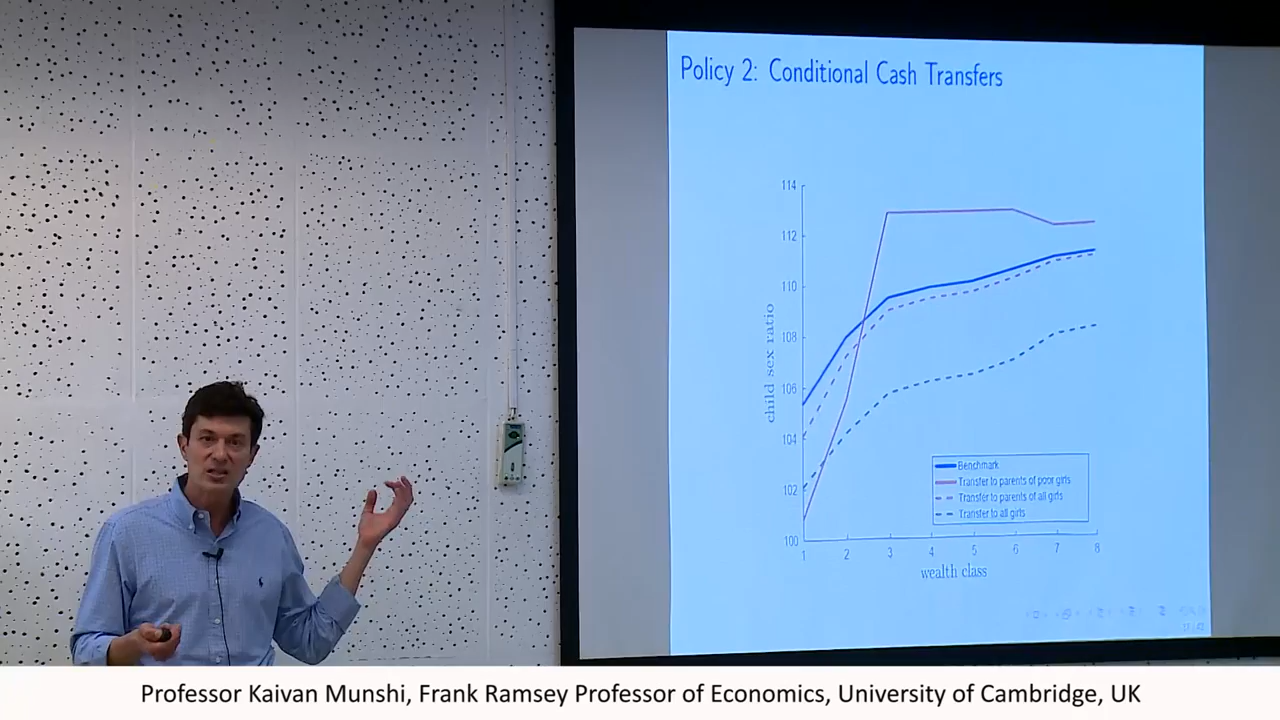 Policy 2: Conditional Cash Transfers
114
112
110
108
106
104
102
100
child sex ratio
1 2 3 4 5 6 7 8
wealth class
Benchmark
Transfer to parents of poor girls
Transfer to parents of all girls
Transfer to all girls
Professor Kaivan Munshi, Frank Ramsey Professor of Economics, University of Cambridge, UK